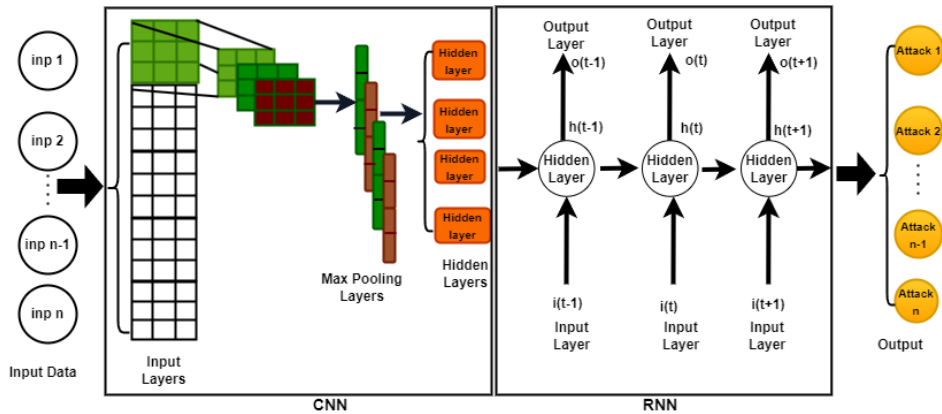 inp 1
inp 2
inp n-1
inp n
Input Data
Input
Layers
Max Pooling
Layers
Hidden
layer
Hidden
layer
Hidden
layer
Hidden
layer
Hidden
Layers
CNN
Output
Layer
o(t-1)
h(t-1)
Hidden
Layer
i(t-1)
Input
Layer
Output
Layer
o(t)
h(t)
Hidden
Layer
i(t)
Input
Layer
Output
Layer
o(t+1)
h(t+1)
Hidden
Layer
i(t+1)
Input
Layer
RNN
Attack 1
Attack 2
Attack
n-1
Attack
n
Output